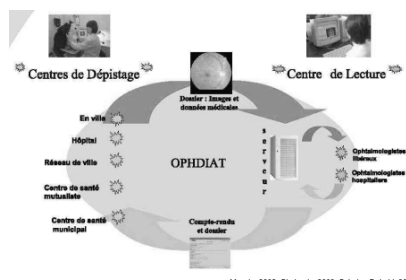 Centres de Dépistage
Centre de Lecture
Dossier : Images et
données médicales
En ville
Hôpital
Réseau de ville
Centre de santé
mutualiste
Centre de santé
municipal
OPHDIAT
serveur
Ophtalmologistes
libéraux
Ophtalmologistes
hospitaliers
Compte-rendu
et dossier